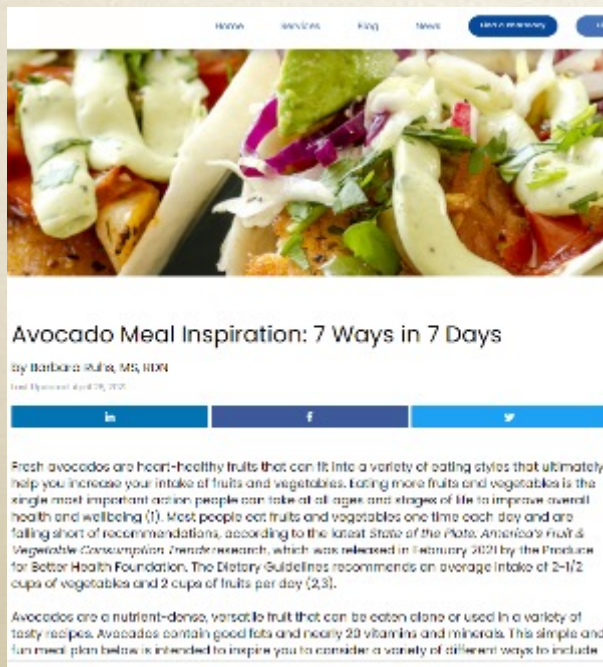 Home Services Blog News Find a Pharmacy
Avocado Meal Inspiration: 7 Ways in 7 Days
by Barbara Ruhs, MS, RDN
Last Updated April 28, 2021
in f
Fresh avocados are heart-healthy fruits that can fit into a variety of eating styles that ultimately
help you increase your intake of fruits and vegetables. Eating more fruits and vegetables is the
single most important action people can take at all ages and stages of life to improve overall
health and wellbeing (1). Most people eat fruits and vegetables one time each day and are
falling short of recommendations, according to the latest State of the Plate, America's Fruit &
Vegetable Consumption Trends research, which was released in February 2021 by the Produce
for Better Health Foundation. The Dietary Guidelines recommends an average intake of 2-1/2
cups of vegetables and 2 cups of fruits per day (2,3).
Avocados are a nutrient-dense, versatile fruit that can be eaten alone or used in a variety of
tasty recipes. Avocados contain good fats and nearly 20 vitamins and minerals. This simple and
fun meal plan below is intended to inspire you to consider a variety of different ways to include